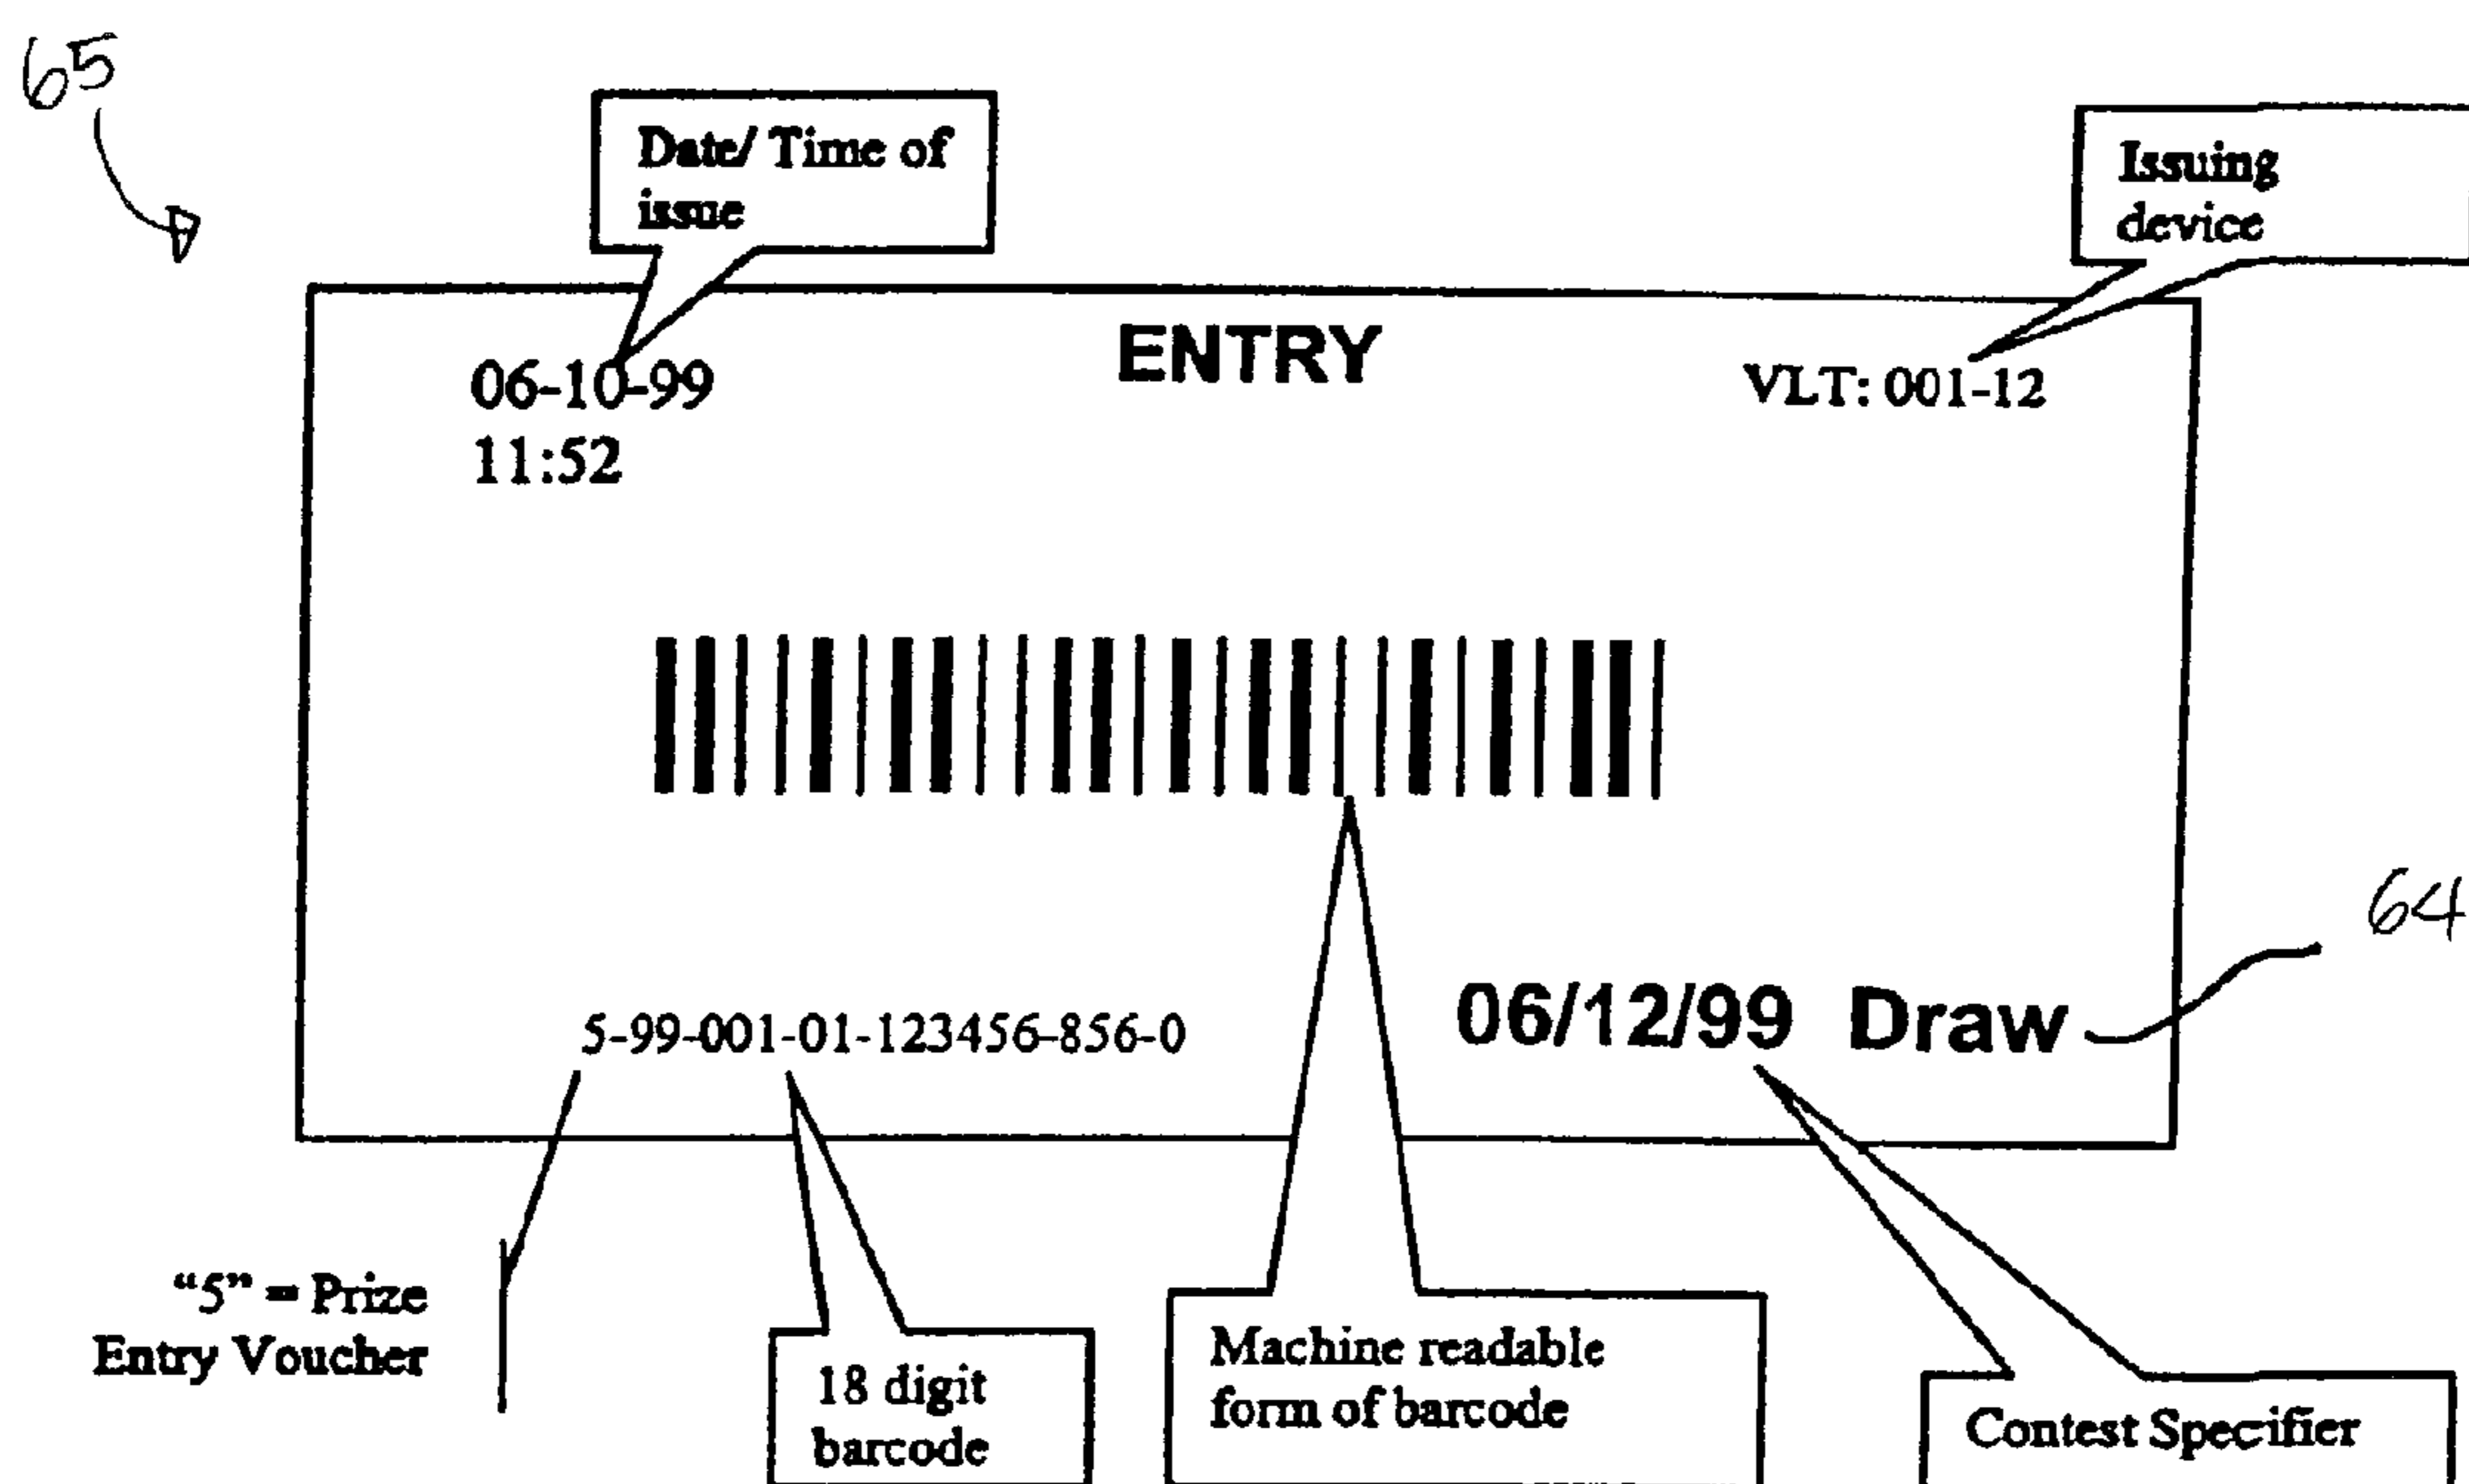 65
Date/ Time of
issue
Issuing
device
ENTRY
06-10-99
11:52
VLT: 001-12
64
5-99-001-01-123456-856-0
06/12/99 Draw
“5” = Prize
Entry Voucher
18 digit
barcode
Machine readable
form of barcode
Contest Specifier